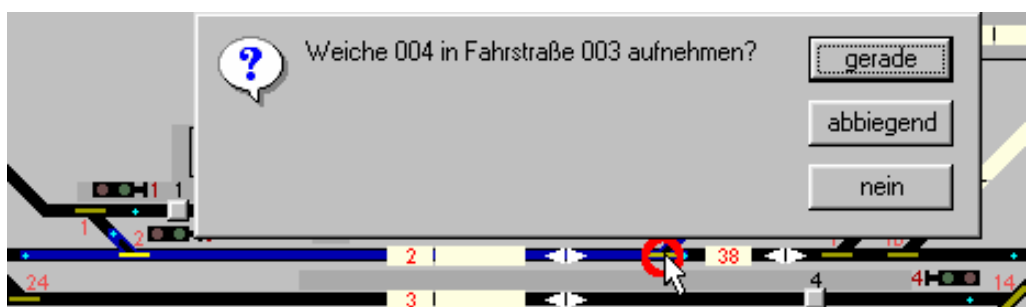 Weiche 004 in Fahrstraße 003 aufnehmen?
gerade
abbiegend
nein
1 1
1 2
2 38
24 4 4 14
3